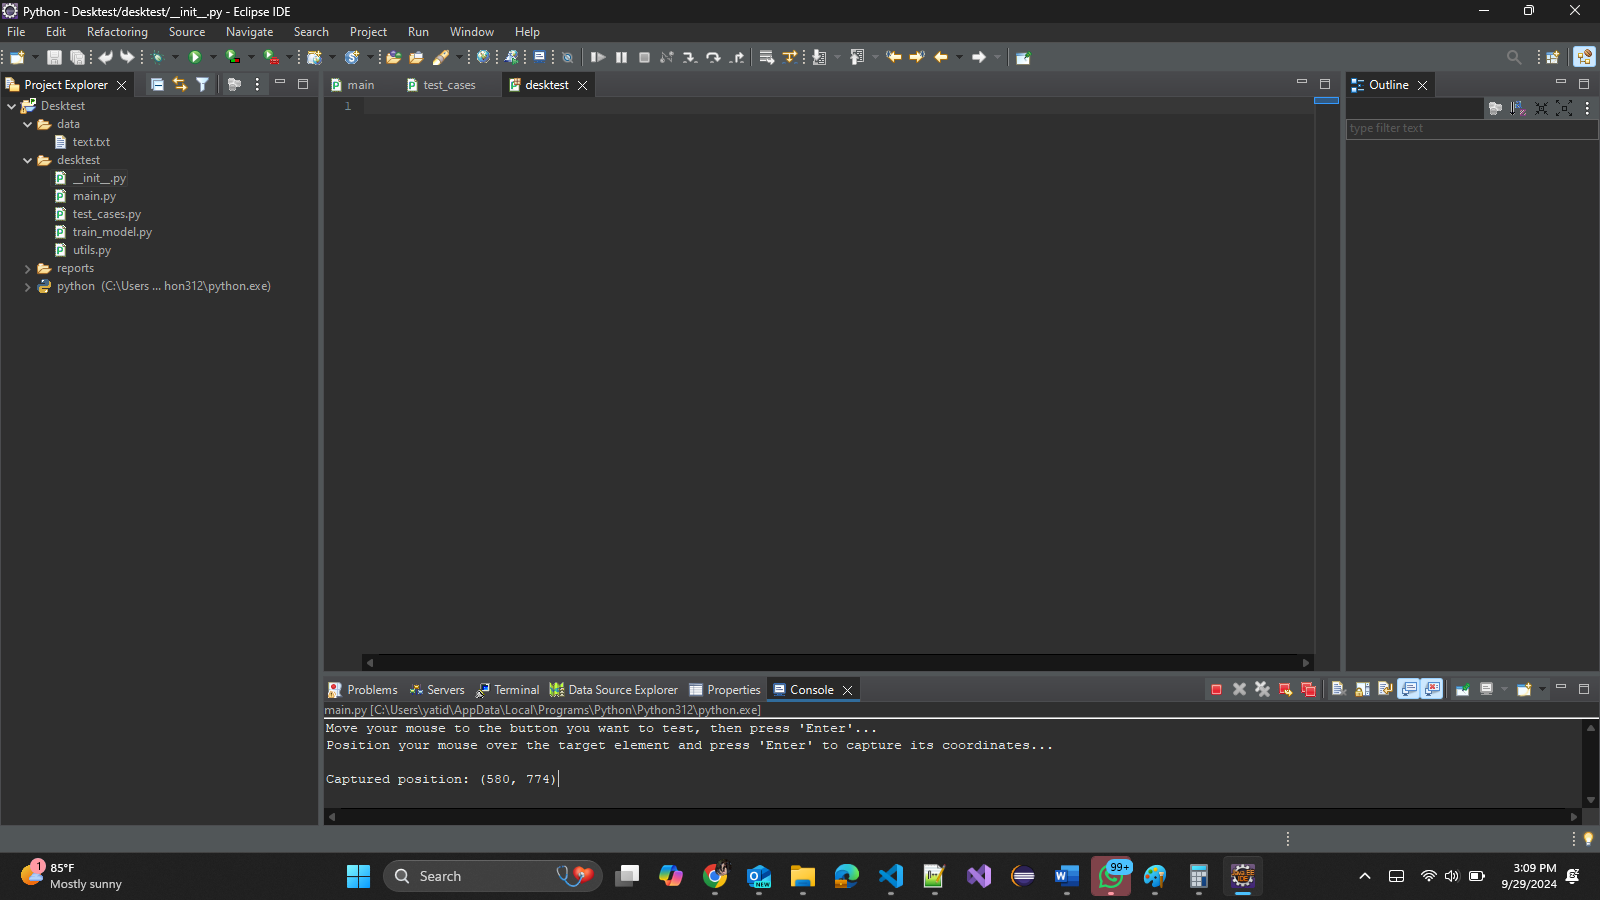 Python - Desktest/desktest/__init__.py - Eclipse IDE
File Edit Refactoring Source Navigate Search Project Run Window Help
Project Explorer
main test_cases desktest
Outline
1
type filter text
Desktest
data
text.txt
desktest
__init__.py
main.py
test_cases.py
train_model.py
utils.py
reports
python (C:\Users ... hon312\python.exe)
Problems Servers Terminal Data Source Explorer Properties Console
main.py [C:\Users\yatid\AppData\Local\Programs\Python\Python312\python.exe]
Move your mouse to the button you want to test, then press 'Enter'...
Position your mouse over the target element and press 'Enter' to capture its coordinates...
Captured position: (580, 774)
1
85°F
Mostly sunny
Search
NEW
99+
3:09 PM
9/29/2024